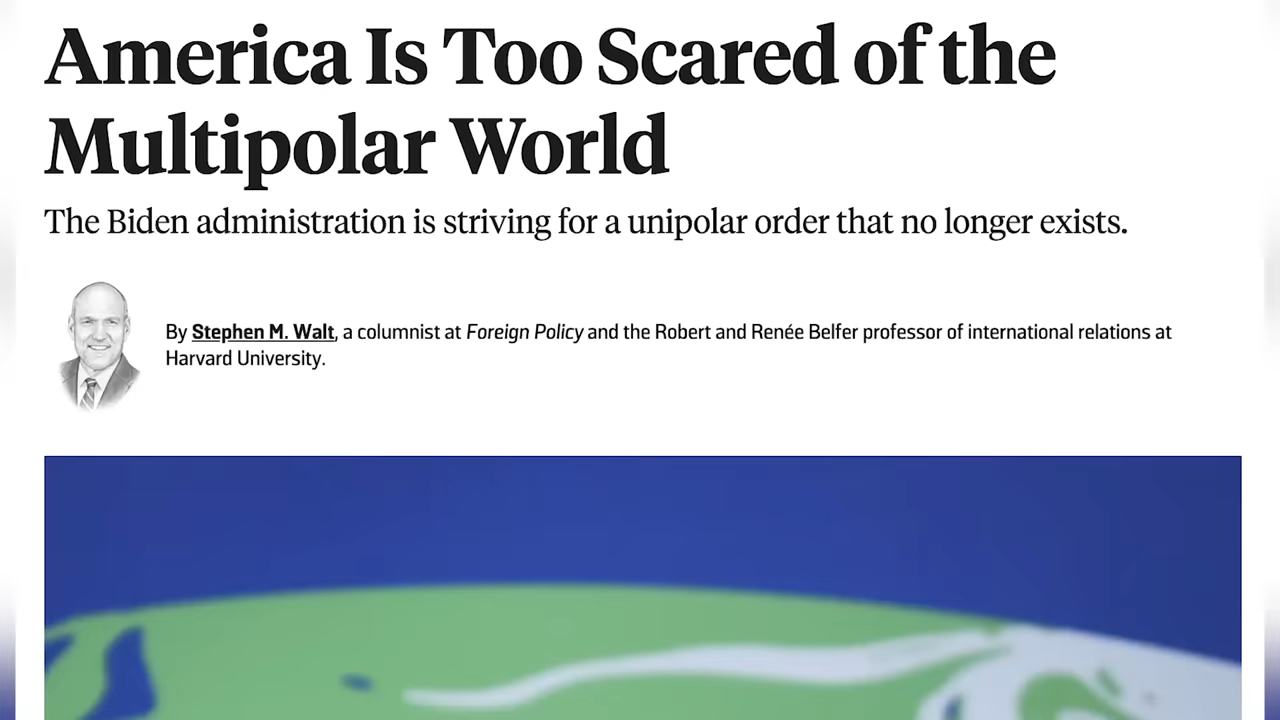 America Is Too Scared of the
Multipolar World
The Biden administration is striving for a unipolar order that no longer exists.
By Stephen M. Walt, a columnist at Foreign Policy and the Robert and Renée Belfer professor of international relations at
Harvard University.